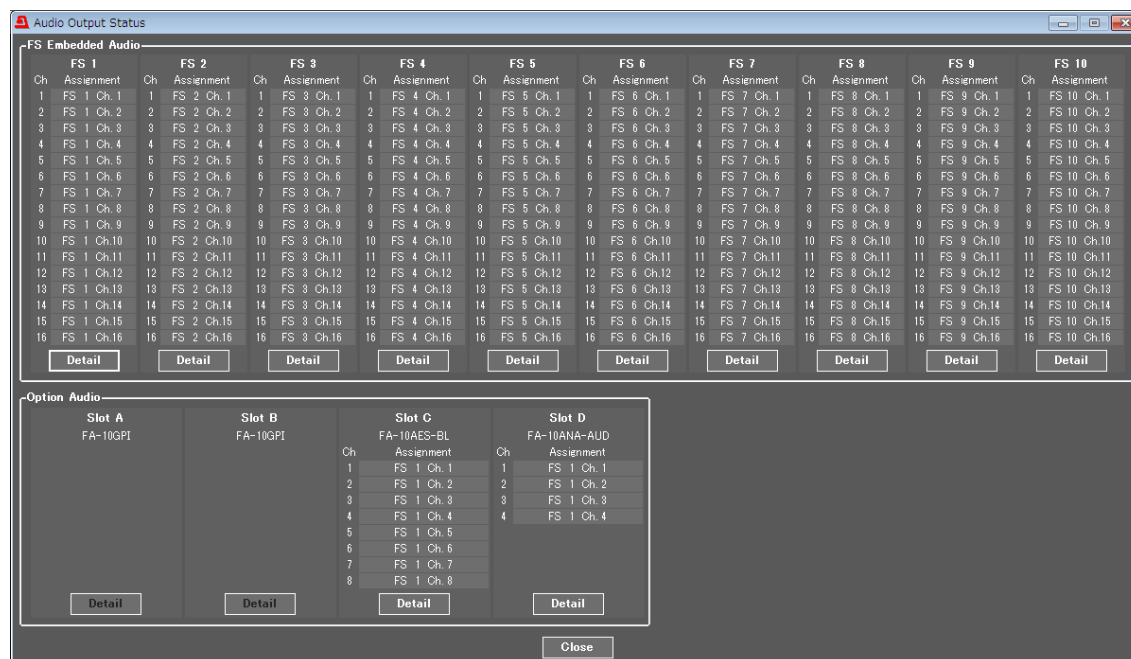 Audio Output Status
FS Embedded Audio
FS 1 FS 2 FS 3 FS 4 FS 5 FS 6 FS 7 FS 8 FS 9 FS 10
Ch Assignment Ch Assignment Ch Assignment Ch Assignment Ch Assignment Ch Assignment Ch Assignment Ch Assignment Ch Assignment Ch Assignment
1 FS 1 Ch. 1 1 FS 2 Ch. 1 1 FS 3 Ch. 1 1 FS 4 Ch. 1 1 FS 5 Ch. 1 1 FS 6 Ch. 1 1 FS 7 Ch. 1 1 FS 8 Ch. 1 1 FS 9 Ch. 1 1 FS 10 Ch. 1
2 FS 1 Ch. 2 2 FS 2 Ch. 2 2 FS 3 Ch. 2 2 FS 4 Ch. 2 2 FS 5 Ch. 2 2 FS 6 Ch. 2 2 FS 7 Ch. 2 2 FS 8 Ch. 2 2 FS 9 Ch. 2 2 FS 10 Ch. 2
3 FS 1 Ch. 3 3 FS 2 Ch. 3 3 FS 3 Ch. 3 3 FS 4 Ch. 3 3 FS 5 Ch. 3 3 FS 6 Ch. 3 3 FS 7 Ch. 3 3 FS 8 Ch. 3 3 FS 9 Ch. 3 3 FS 10 Ch. 3
4 FS 1 Ch. 4 4 FS 2 Ch. 4 4 FS 3 Ch. 4 4 FS 4 Ch. 4 4 FS 5 Ch. 4 4 FS 6 Ch. 4 4 FS 7 Ch. 4 4 FS 8 Ch. 4 4 FS 9 Ch. 4 4 FS 10 Ch. 4
5 FS 1 Ch. 5 5 FS 2 Ch. 5 5 FS 3 Ch. 5 5 FS 4 Ch. 5 5 FS 5 Ch. 5 5 FS 6 Ch. 5 5 FS 7 Ch. 5 5 FS 8 Ch. 5 5 FS 9 Ch. 5 5 FS 10 Ch. 5
6 FS 1 Ch. 6 6 FS 2 Ch. 6 6 FS 3 Ch. 6 6 FS 4 Ch. 6 6 FS 5 Ch. 6 6 FS 6 Ch. 6 6 FS 7 Ch. 6 6 FS 8 Ch. 6 6 FS 9 Ch. 6 6 FS 10 Ch. 6
7 FS 1 Ch. 7 7 FS 2 Ch. 7 7 FS 3 Ch. 7 7 FS 4 Ch. 7 7 FS 5 Ch. 7 7 FS 6 Ch. 7 7 FS 7 Ch. 7 7 FS 8 Ch. 7 7 FS 9 Ch. 7 7 FS 10 Ch. 7
8 FS 1 Ch. 8 8 FS 2 Ch. 8 8 FS 3 Ch. 8 8 FS 4 Ch. 8 8 FS 5 Ch. 8 8 FS 6 Ch. 8 8 FS 7 Ch. 8 8 FS 8 Ch. 8 8 FS 9 Ch. 8 8 FS 10 Ch. 8
9 FS 1 Ch. 9 9 FS 2 Ch. 9 9 FS 3 Ch. 9 9 FS 4 Ch. 9 9 FS 5 Ch. 9 9 FS 6 Ch. 9 9 FS 7 Ch. 9 9 FS 8 Ch. 9 9 FS 9 Ch. 9 9 FS 10 Ch. 9
10 FS 1 Ch.10 10 FS 2 Ch.10 10 FS 3 Ch.10 10 FS 4 Ch.10 10 FS 5 Ch.10 10 FS 6 Ch.10 10 FS 7 Ch.10 10 FS 8 Ch.10 10 FS 9 Ch.10 10 FS 10 Ch.10
11 FS 1 Ch.11 11 FS 2 Ch.11 11 FS 3 Ch.11 11 FS 4 Ch.11 11 FS 5 Ch.11 11 FS 6 Ch.11 11 FS 7 Ch.11 11 FS 8 Ch.11 11 FS 9 Ch.11 11 FS 10 Ch.11
12 FS 1 Ch.12 12 FS 2 Ch.12 12 FS 3 Ch.12 12 FS 4 Ch.12 12 FS 5 Ch.12 12 FS 6 Ch.12 12 FS 7 Ch.12 12 FS 8 Ch.12 12 FS 9 Ch.12 12 FS 10 Ch.12
13 FS 1 Ch.13 13 FS 2 Ch.13 13 FS 3 Ch.13 13 FS 4 Ch.13 13 FS 5 Ch.13 13 FS 6 Ch.13 13 FS 7 Ch.13 13 FS 8 Ch.13 13 FS 9 Ch.13 13 FS 10 Ch.13
14 FS 1 Ch.14 14 FS 2 Ch.14 14 FS 3 Ch.14 14 FS 4 Ch.14 14 FS 5 Ch.14 14 FS 6 Ch.14 14 FS 7 Ch.14 14 FS 8 Ch.14 14 FS 9 Ch.14 14 FS 10 Ch.14
15 FS 1 Ch.15 15 FS 2 Ch.15 15 FS 3 Ch.15 15 FS 4 Ch.15 15 FS 5 Ch.15 15 FS 6 Ch.15 15 FS 7 Ch.15 15 FS 8 Ch.15 15 FS 9 Ch.15 15 FS 10 Ch.15
16 FS 1 Ch.16 16 FS 2 Ch.16 16 FS 3 Ch.16 16 FS 4 Ch.16 16 FS 5 Ch.16 16 FS 6 Ch.16 16 FS 7 Ch.16 16 FS 8 Ch.16 16 FS 9 Ch.16 16 FS 10 Ch.16
Detail Detail Detail Detail Detail Detail Detail Detail Detail Detail
Option Audio
Slot A Slot B Slot C Slot D
FA-10GPI FA-10GPI FA-10AES-BL FA-10ANA-AUD
Ch Assignment Ch Assignment
1 FS 1 Ch. 1 1 FS 1 Ch. 1
2 FS 1 Ch. 2 2 FS 1 Ch. 2
3 FS 1 Ch. 3 3 FS 1 Ch. 3
4 FS 1 Ch. 4 4 FS 1 Ch. 4
5 FS 1 Ch. 5
6 FS 1 Ch. 6
7 FS 1 Ch. 7
8 FS 1 Ch. 8
Detail Detail Detail Detail
Close